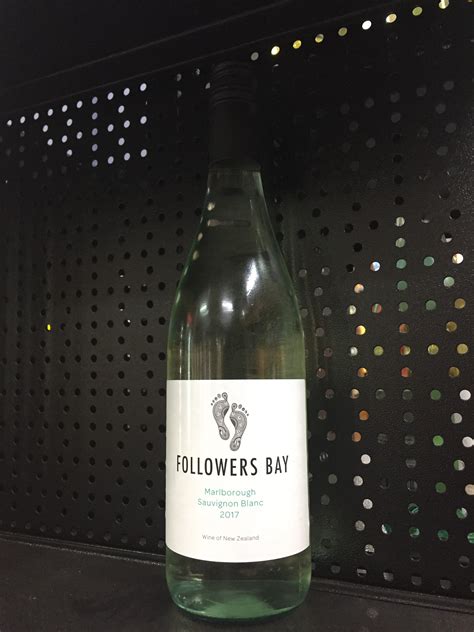 FOLLOWERS BAY
Marlborough
Sauvignon Blanc
2017
Wine of New Zealand